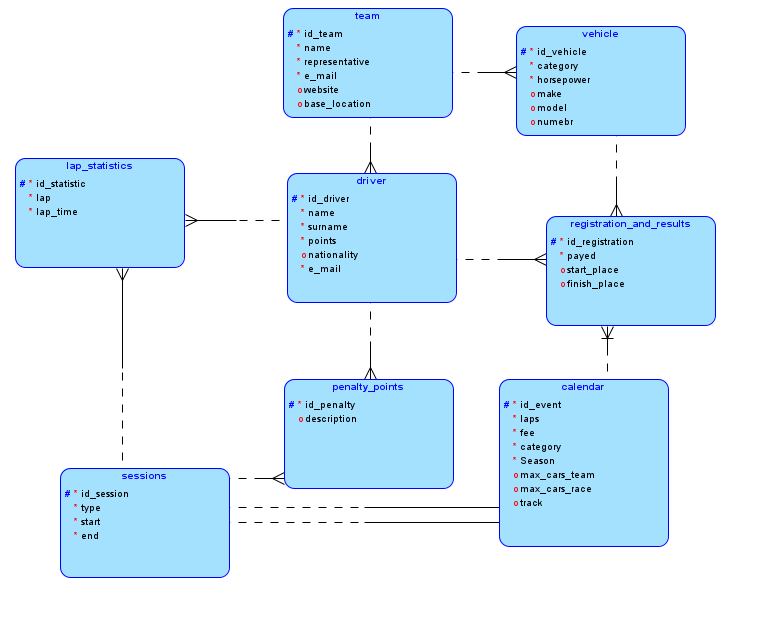 team
# * id_team
* name
* representative
* e_mail
o website
o base_location
vehicle
# * id_vehicle
* category
* horsepower
o make
o model
o numebr
lap_statistics
# * id_statistic
* lap
* lap_time
driver
# * id_driver
* name
* surname
* points
o nationality
* e_mail
registration_and_results
# * id_registration
* payed
o start_place
o finish_place
penalty_points
# * id_penalty
o description
calendar
# * id_event
* laps
* fee
* category
* Season
o max_cars_team
o max_cars_race
o track
sessions
# * id_session
* type
* start
* end